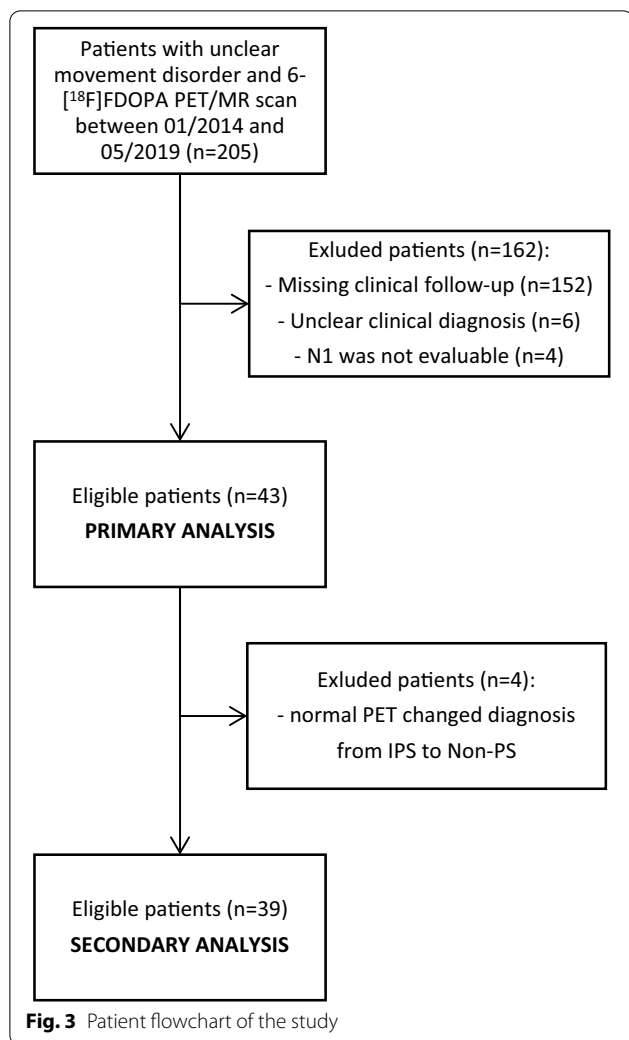 Patients with unclear
movement disorder and 6-
[¹⁸F]FDOPA PET/MR scan
between 01/2014 and
05/2019 (n=205)
Exluded patients (n=162):
- Missing clinical follow-up (n=152)
- Unclear clinical diagnosis (n=6)
- N1 was not evaluable (n=4)
Eligible patients (n=43)
PRIMARY ANALYSIS
Exluded patients (n=4):
- normal PET changed diagnosis
from IPS to Non-PS
Eligible patients (n=39)
SECONDARY ANALYSIS
Fig. 3 Patient flowchart of the study